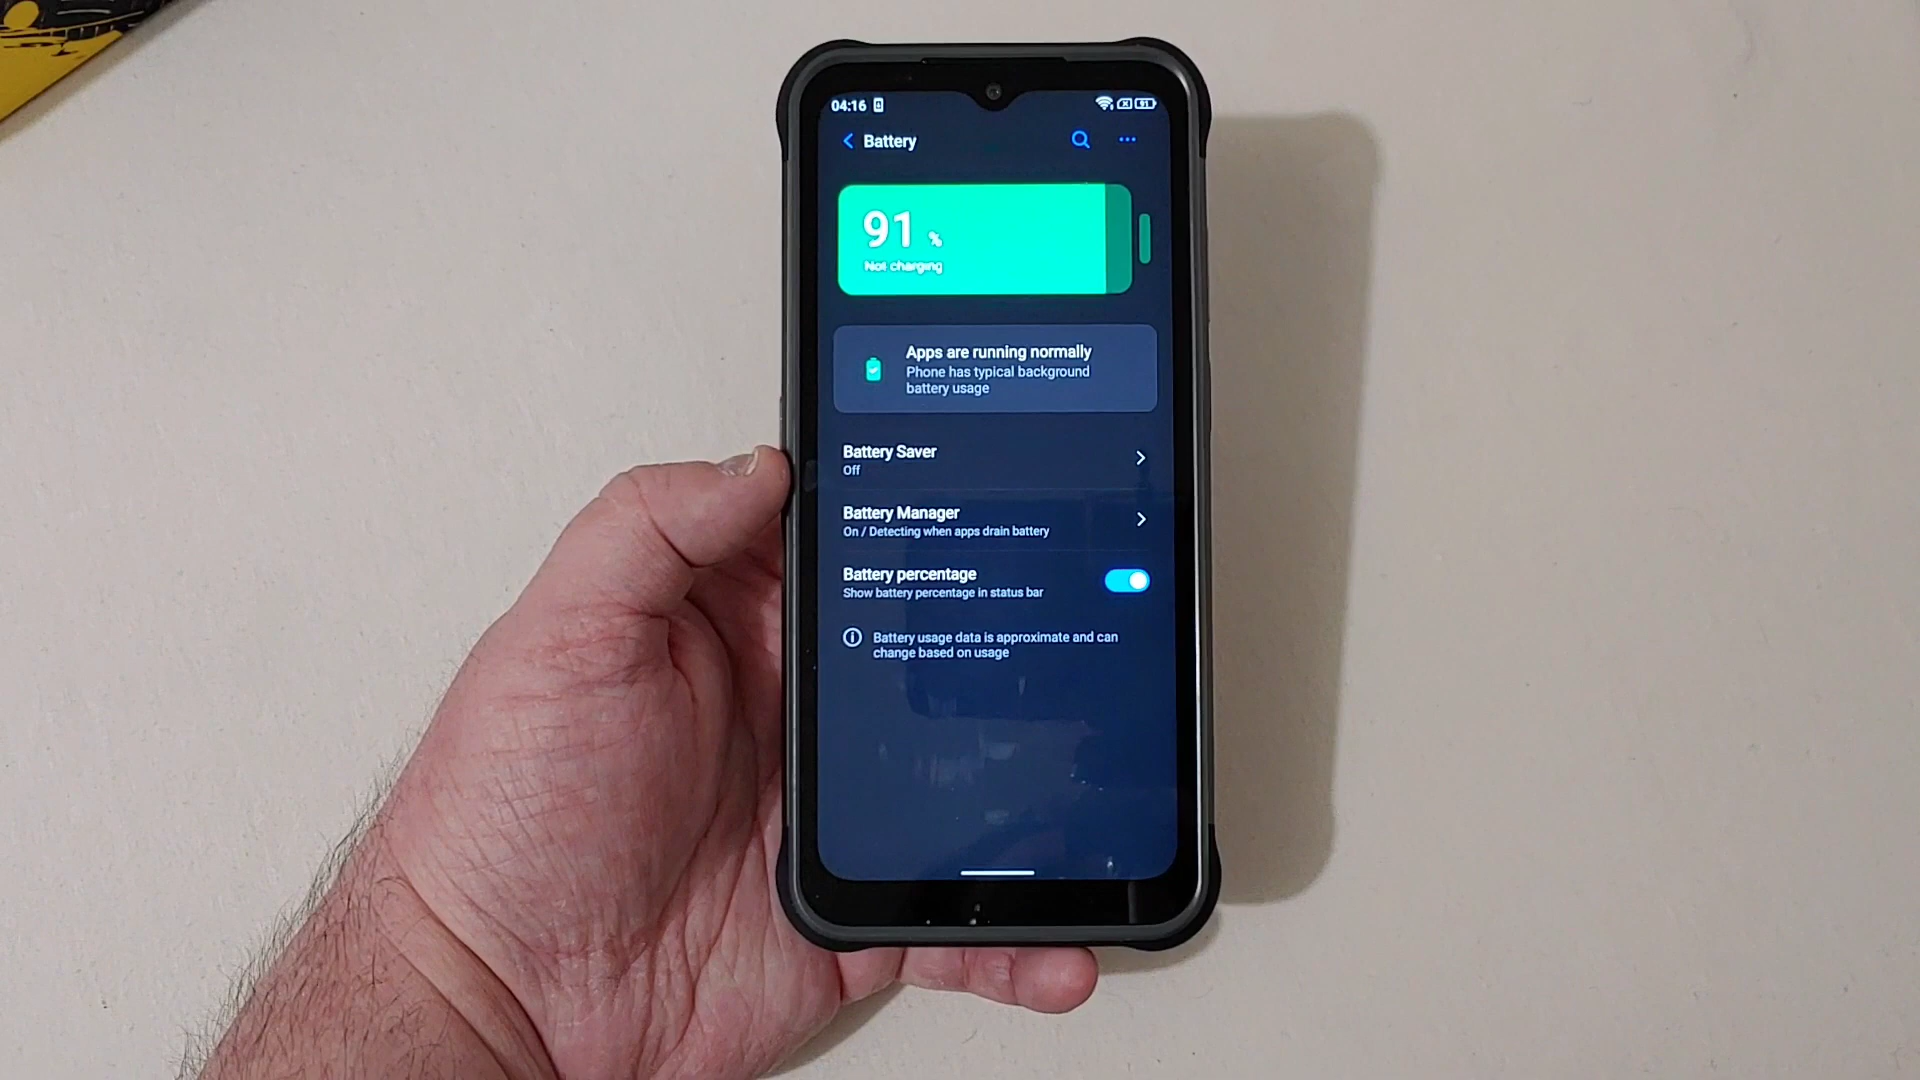 04:16 91
Battery
91 %
Not charging
Apps are running normally
Phone has typical background
battery usage
Battery Saver
Off
Battery Manager
On / Detecting when apps drain battery
Battery percentage
Show battery percentage in status bar
Battery usage data is approximate and can
change based on usage